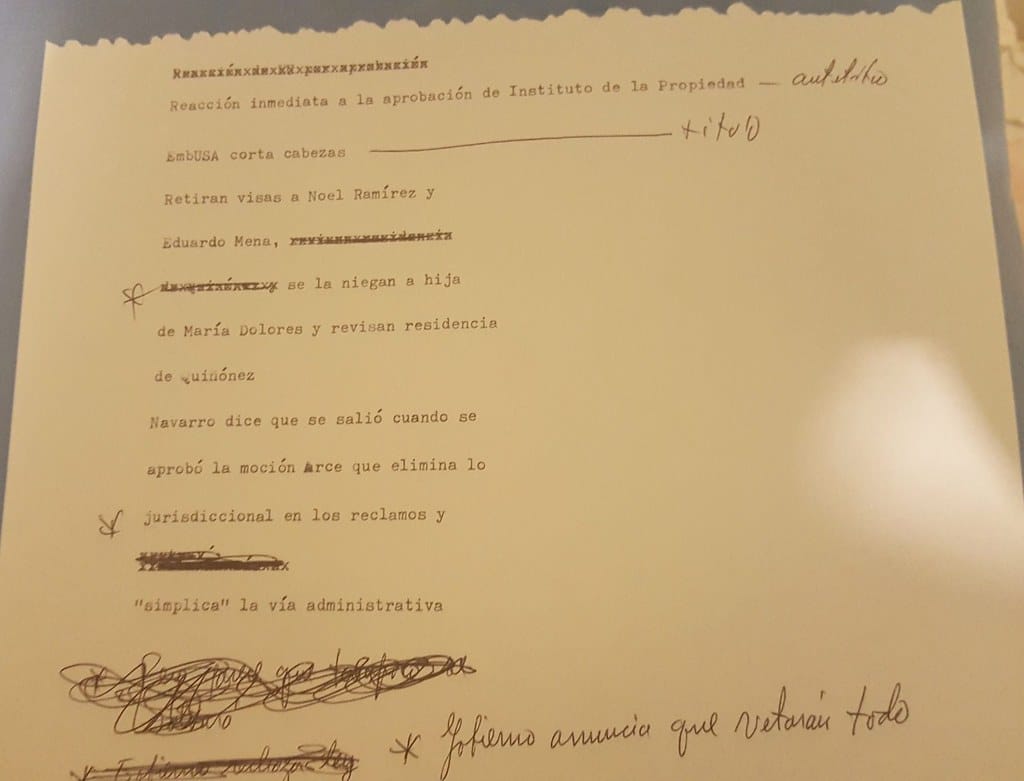 Reacción inmediata a la aprobación de Instituto de la Propiedad — antetítulo
EmbUSA corta cabezas — título
Retiran visas a Noel Ramírez y
Eduardo Mena,
* se la niegan a hija
de María Dolores y revisan residencia
de Quiñónez
Navarro dice que se salió cuando se
aprobó la moción Arce que elimina lo
* jurisdiccional en los reclamos y
"simplica" la vía administrativa
* Gobierno anuncia que vetarán todo